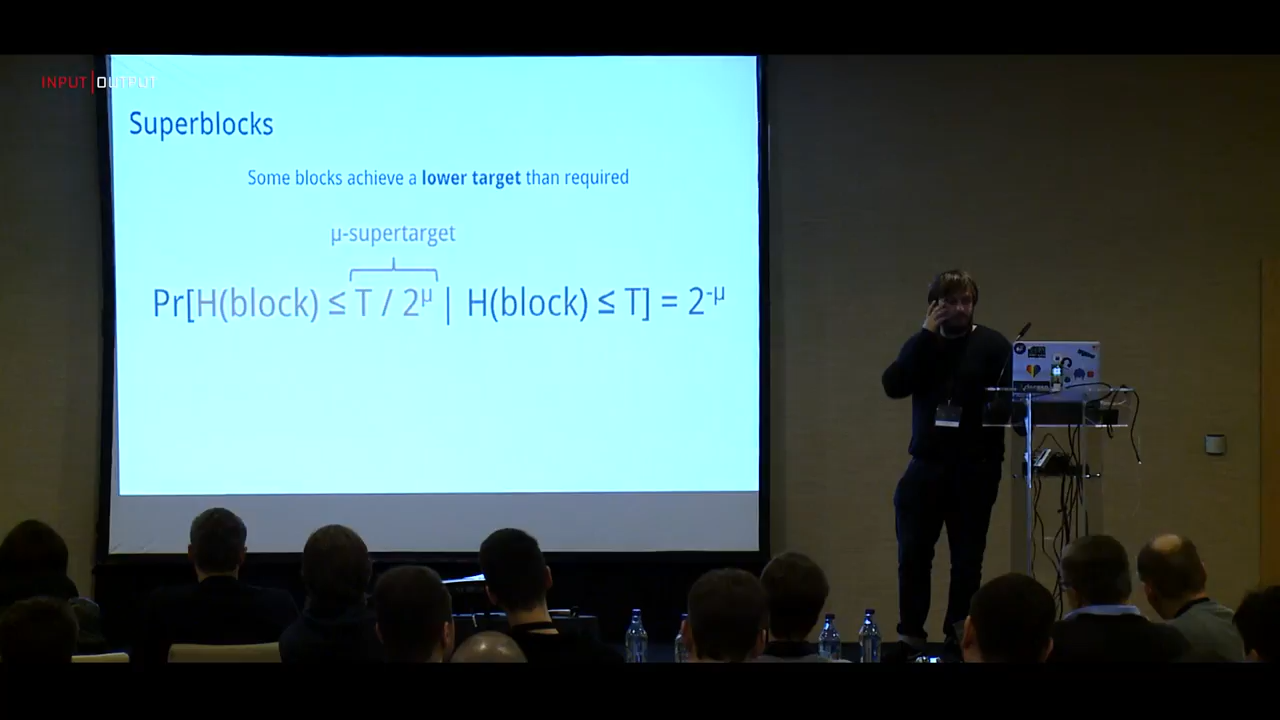 INPUT|OUTPUT
Superblocks
Some blocks achieve a lower target than required
μ-supertarget
Pr[H(block) ≤ T / 2^μ | H(block) ≤ T] = 2^-μ